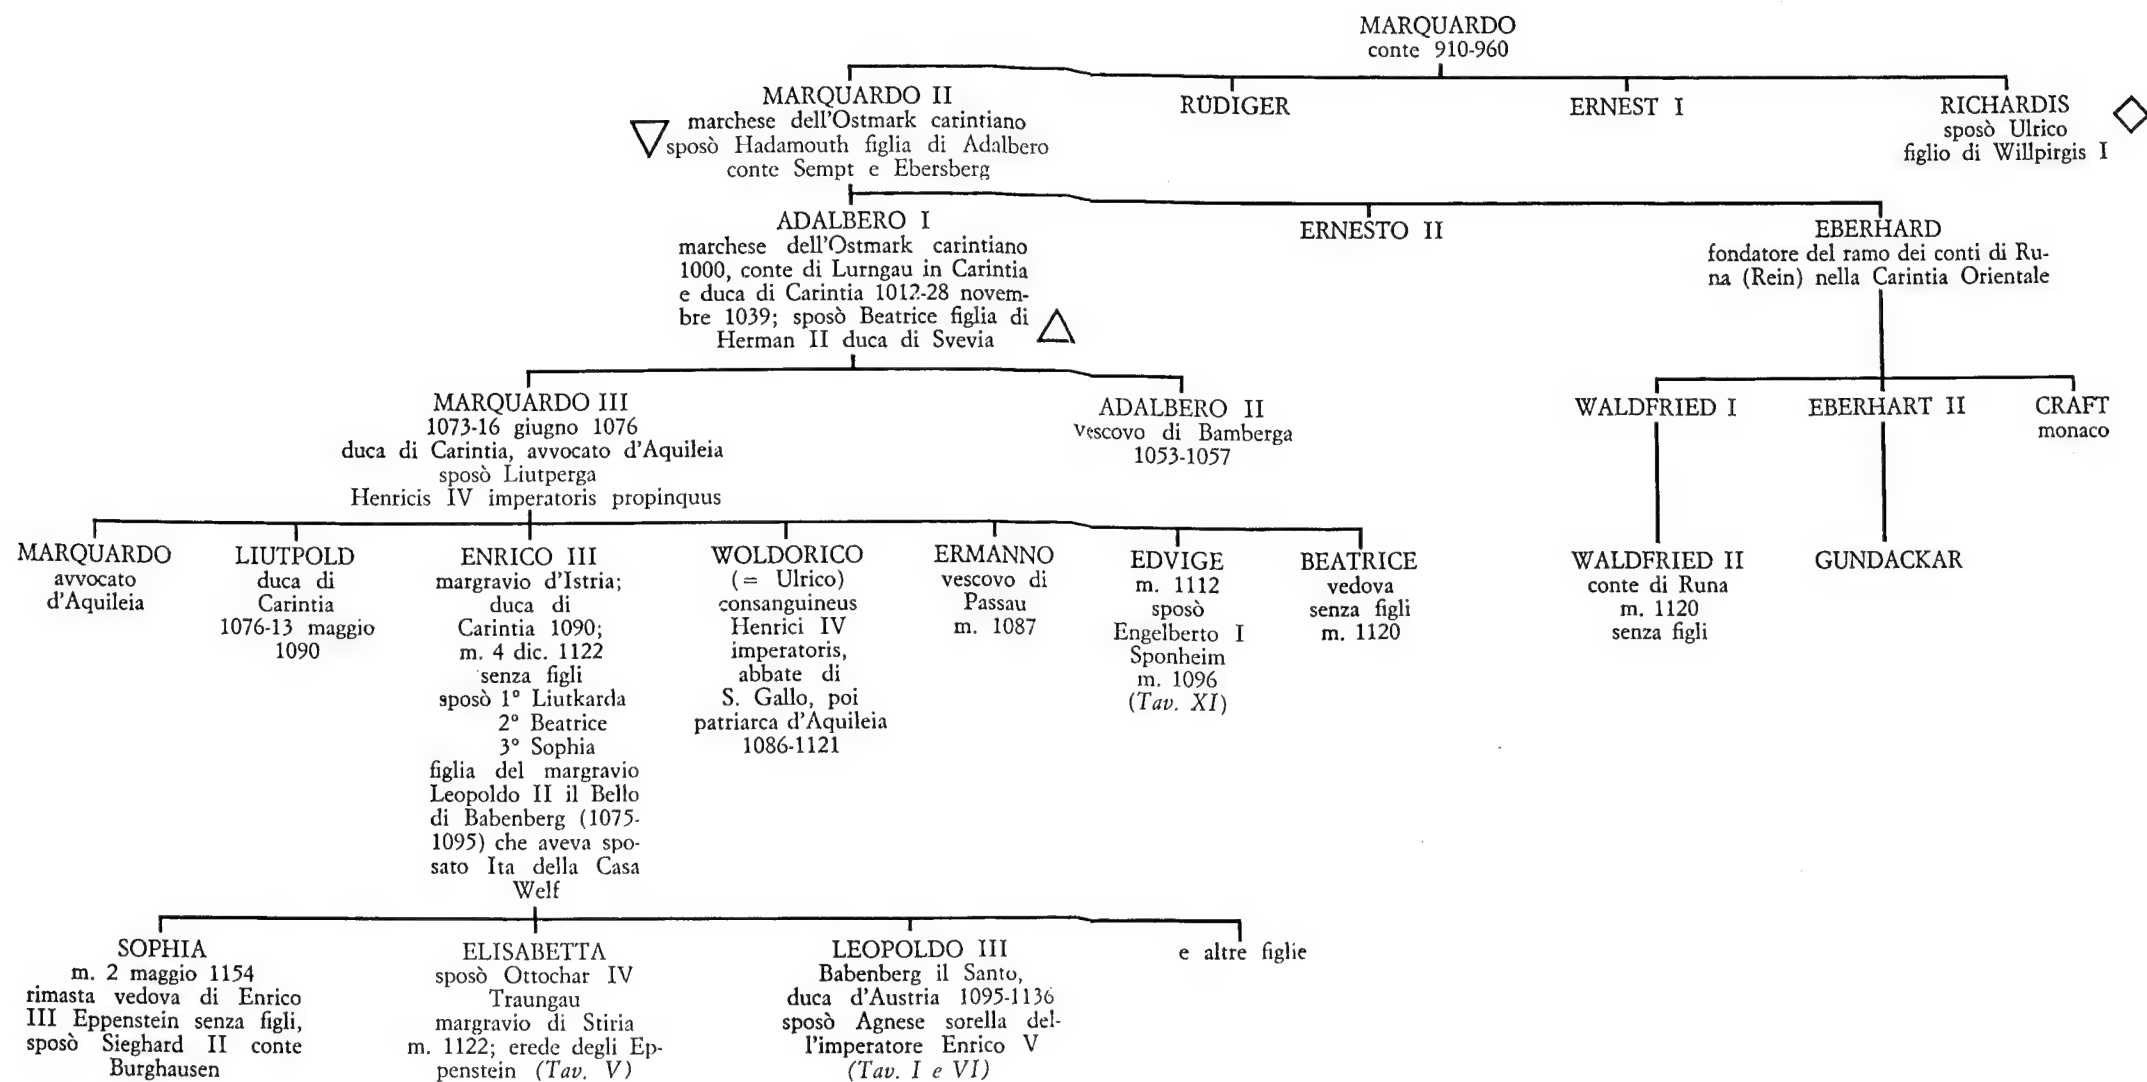 MARQUARDO
conte 910-960
MARQUARDO II
marchese dell'Ostmark carintiano
sposò Hadamouth figlia di Adalbero
conte Sempt e Ebersberg
RÜDIGER
ERNEST I
RICHARDIS
sposò Ulrico
figlio di Willpirgis I
ADALBERO I
marchese dell'Ostmark carintiano
1000, conte di Lurngau in Carintia
e duca di Carintia 1012-28 novem-
bre 1039; sposò Beatrice figlia di
Herman II duca di Svevia
ERNESTO II
EBERHARD
fondatore del ramo dei conti di Ru-
na (Rein) nella Carintia Orientale
MARQUARDO III
1073-16 giugno 1076
duca di Carintia, avvocato d'Aquileia
sposò Liutperga
Henricis IV imperatoris propinquus
ADALBERO II
vescovo di Bamberga
1053-1057
WALDFRIED I
EBERHART II
CRAFT
monaco
MARQUARDO
avvocato
d'Aquileia
LIUTPOLD
duca di
Carintia
1076-13 maggio
1090
ENRICO III
margravio d'Istria;
duca di
Carintia 1090;
m. 4 dic. 1122
senza figli
sposò 1° Liutkarda
2° Beatrice
3° Sophia
figlia del margravio
Leopoldo II il Bello
di Babenberg (1075-
1095) che aveva spo-
sato Ita della Casa
Welf
WOLDORICO
(= Ulrico)
consanguineus
Henrici IV
imperatoris,
abbate di
S. Gallo, poi
patriarca d'Aquileia
1086-1121
ERMANNO
vescovo di
Passau
m. 1087
EDVIGE
m. 1112
sposò
Engelberto I
Sponheim
m. 1096
(Tav. XI)
BEATRICE
vedova
senza figli
m. 1120
WALDFRIED II
conte di Runa
m. 1120
senza figli
GUNDACKAR
SOPHIA
m. 2 maggio 1154
rimasta vedova di Enrico
III Eppenstein senza figli,
sposò Sieghard II conte
Burghausen
ELISABETTA
sposò Ottochar IV
Traungau
margravio di Stiria
m. 1122; erede degli Ep-
penstein (Tav. V)
LEOPOLDO III
Babenberg il Santo,
duca d'Austria 1095-1136
sposò Agnese sorella del-
l'imperatore Enrico V
(Tav. I e VI)
e altre figlie